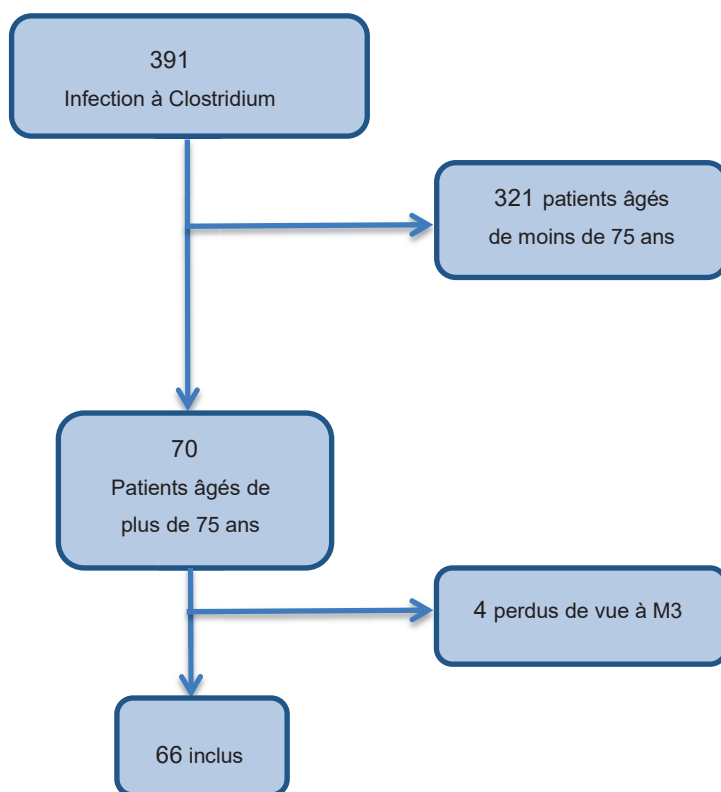 391
Infection à Clostridium
321 patients âgés
de moins de 75 ans
70
Patients âgés de
plus de 75 ans
4 perdus de vue à M3
66 inclus